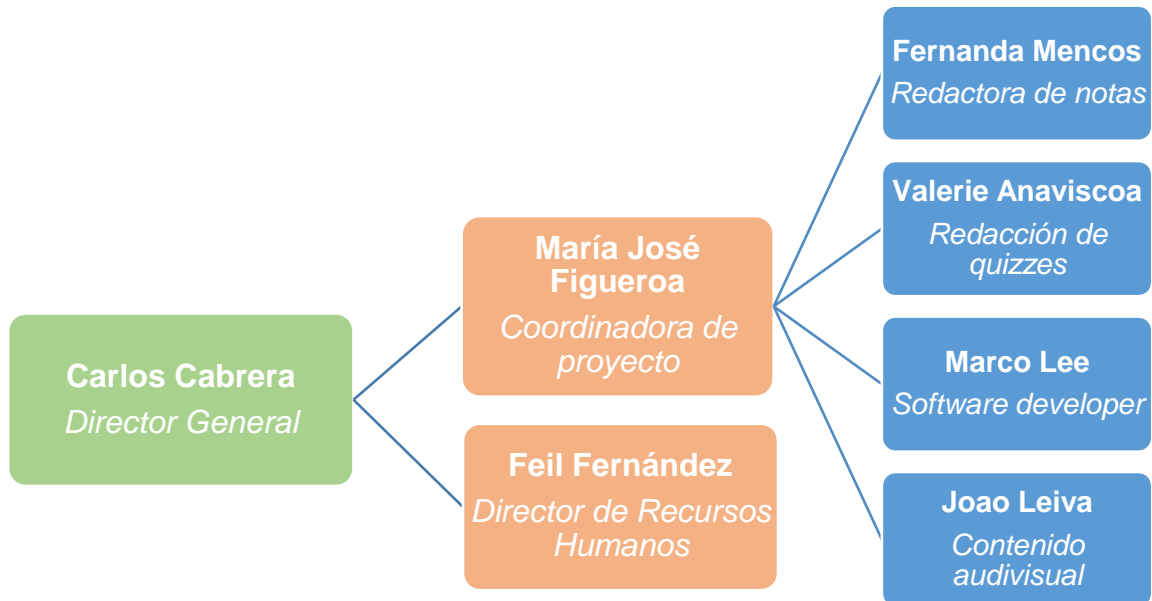 Carlos Cabrera
Director General
María José
Figueroa
Coordinadora de
proyecto
Feil Fernández
Director de Recursos
Humanos
Fernanda Mencos
Redactora de notas
Valerie Anaviscoa
Redacción de
quizzes
Marco Lee
Software developer
Joao Leiva
Contenido
audiovisual